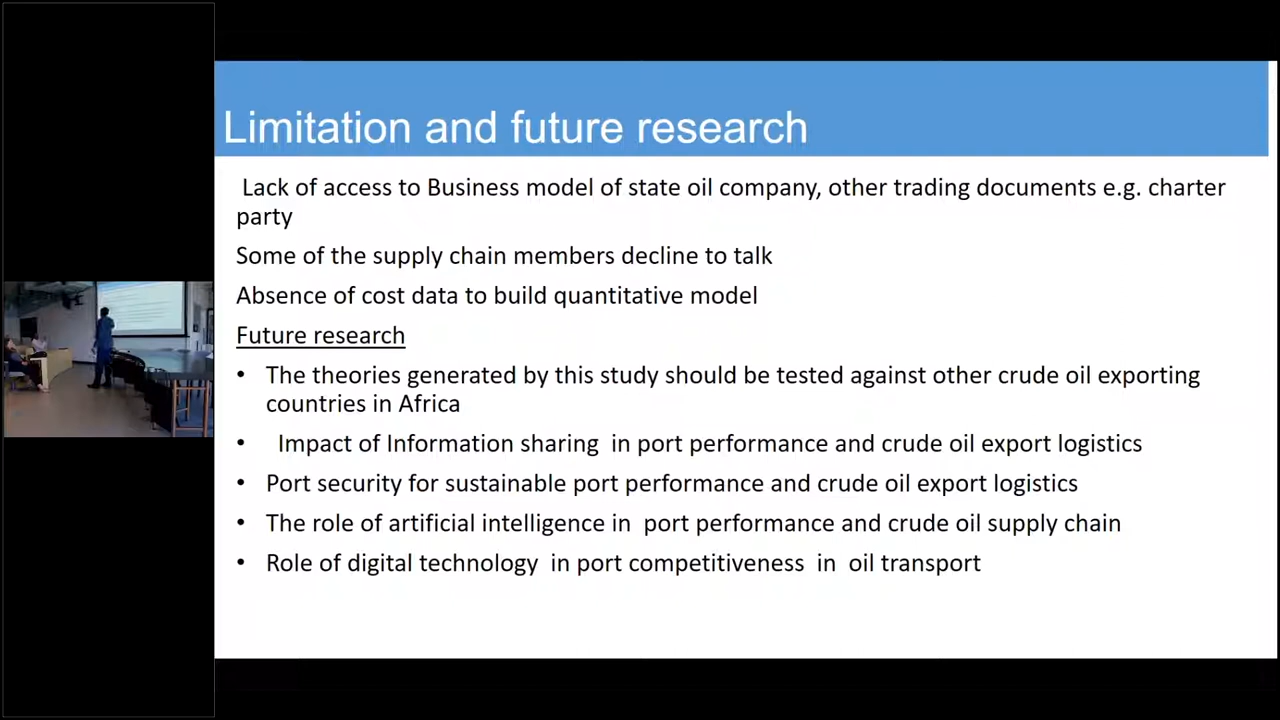 Limitation and future research
Lack of access to Business model of state oil company, other trading documents e.g. charter
party
Some of the supply chain members decline to talk
Absence of cost data to build quantitative model
Future research
• The theories generated by this study should be tested against other crude oil exporting
countries in Africa
• Impact of Information sharing in port performance and crude oil export logistics
• Port security for sustainable port performance and crude oil export logistics
• The role of artificial intelligence in port performance and crude oil supply chain
• Role of digital technology in port competitiveness in oil transport